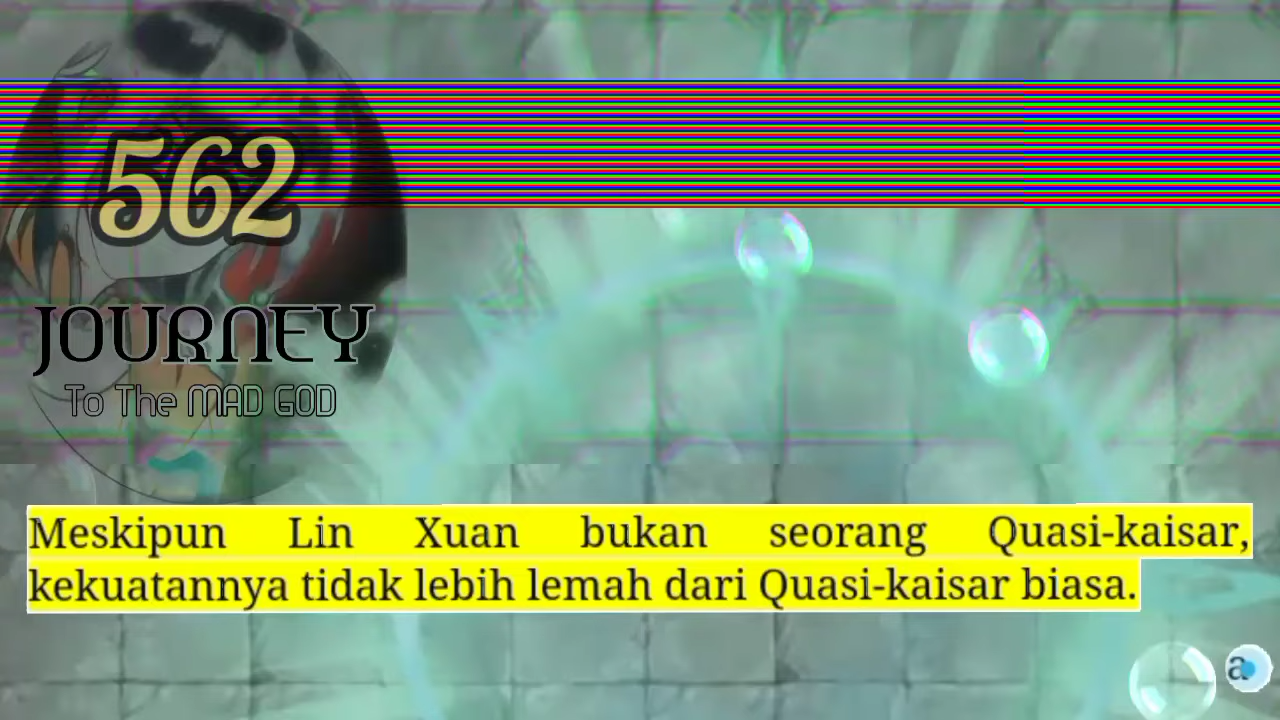 562
JOURNEY
To The MAD GOD
Meskipun Lin Xuan bukan seorang Quasi-kaisar,
kekuatannya tidak lebih lemah dari Quasi-kaisar biasa.
a